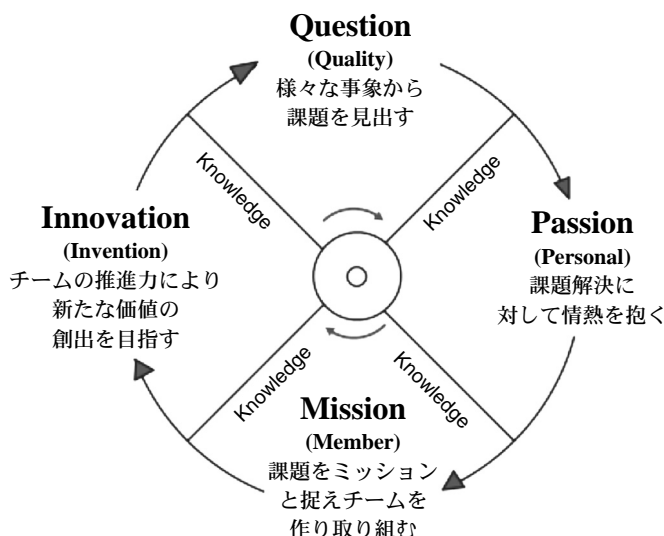 Question
(Quality)
様々な事象から
課題を見出す
Knowledge
Knowledge
Innovation
(Invention)
チームの推進力により
新たな価値の
創出を目指す
Passion
(Personal)
課題解決に
対して情熱を抱く
Knowledge
Knowledge
Mission
(Member)
課題をミッション
と捉えチームを
作り取り組む